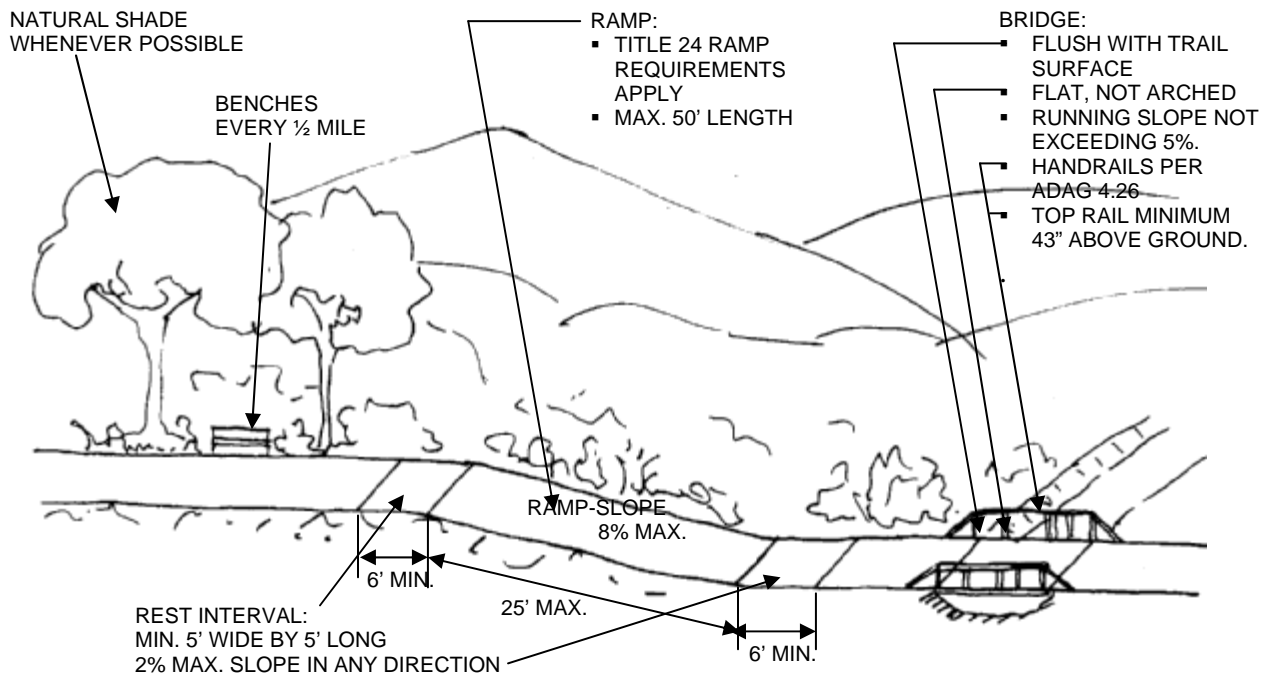 NATURAL SHADE
WHENEVER POSSIBLE
BENCHES
EVERY ½ MILE
RAMP:
▪ TITLE 24 RAMP
REQUIREMENTS
APPLY
▪ MAX. 50’ LENGTH
BRIDGE:
▪ FLUSH WITH TRAIL
SURFACE
▪ FLAT, NOT ARCHED
▪ RUNNING SLOPE NOT
EXCEEDING 5%.
▪ HANDRAILS PER
ADAG 4.26
▪ TOP RAIL MINIMUM
43” ABOVE GROUND.
RAMP-SLOPE
8% MAX.
6’ MIN.
25’ MAX.
6’ MIN.
REST INTERVAL:
MIN. 5’ WIDE BY 5’ LONG
2% MAX. SLOPE IN ANY DIRECTION